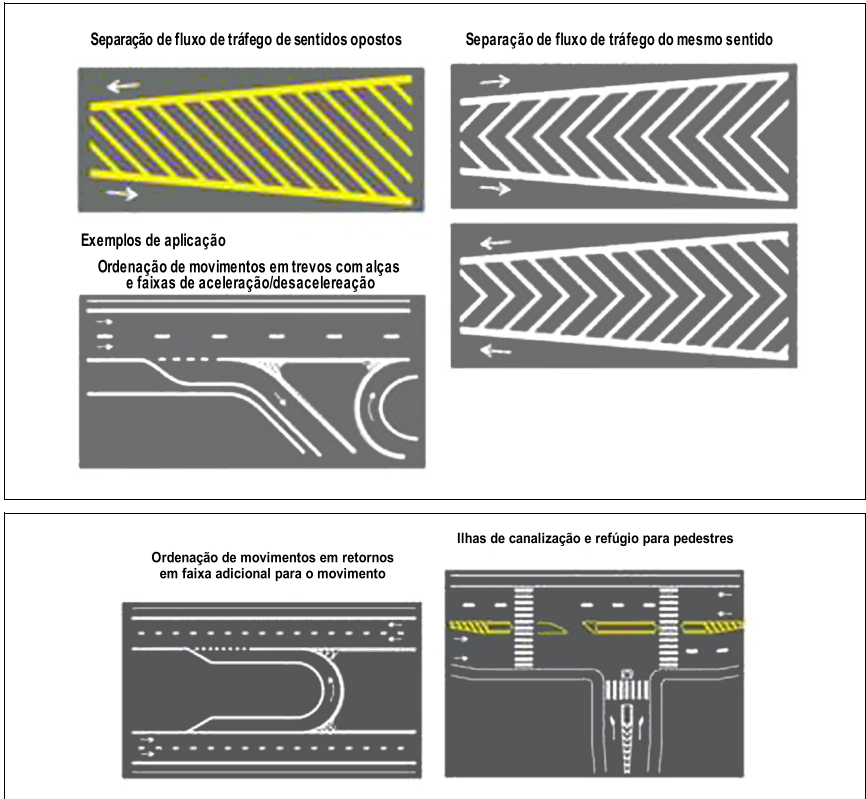 Separação de fluxo de tráfego de sentidos opostos
Separação de fluxo de tráfego do mesmo sentido
Exemplos de aplicação
Ordenação de movimentos em trevos com alças
e faixas de aceleração/desacelereação
Ordenação de movimentos em retornos
em faixa adicional para o movimento
Ilhas de canalização e refúgio para pedestres